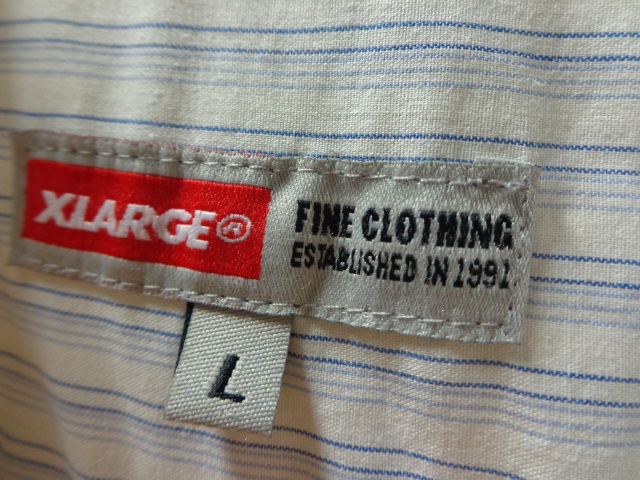 XLARGE®
FINE CLOTHING
ESTABLISHED IN 1991
L